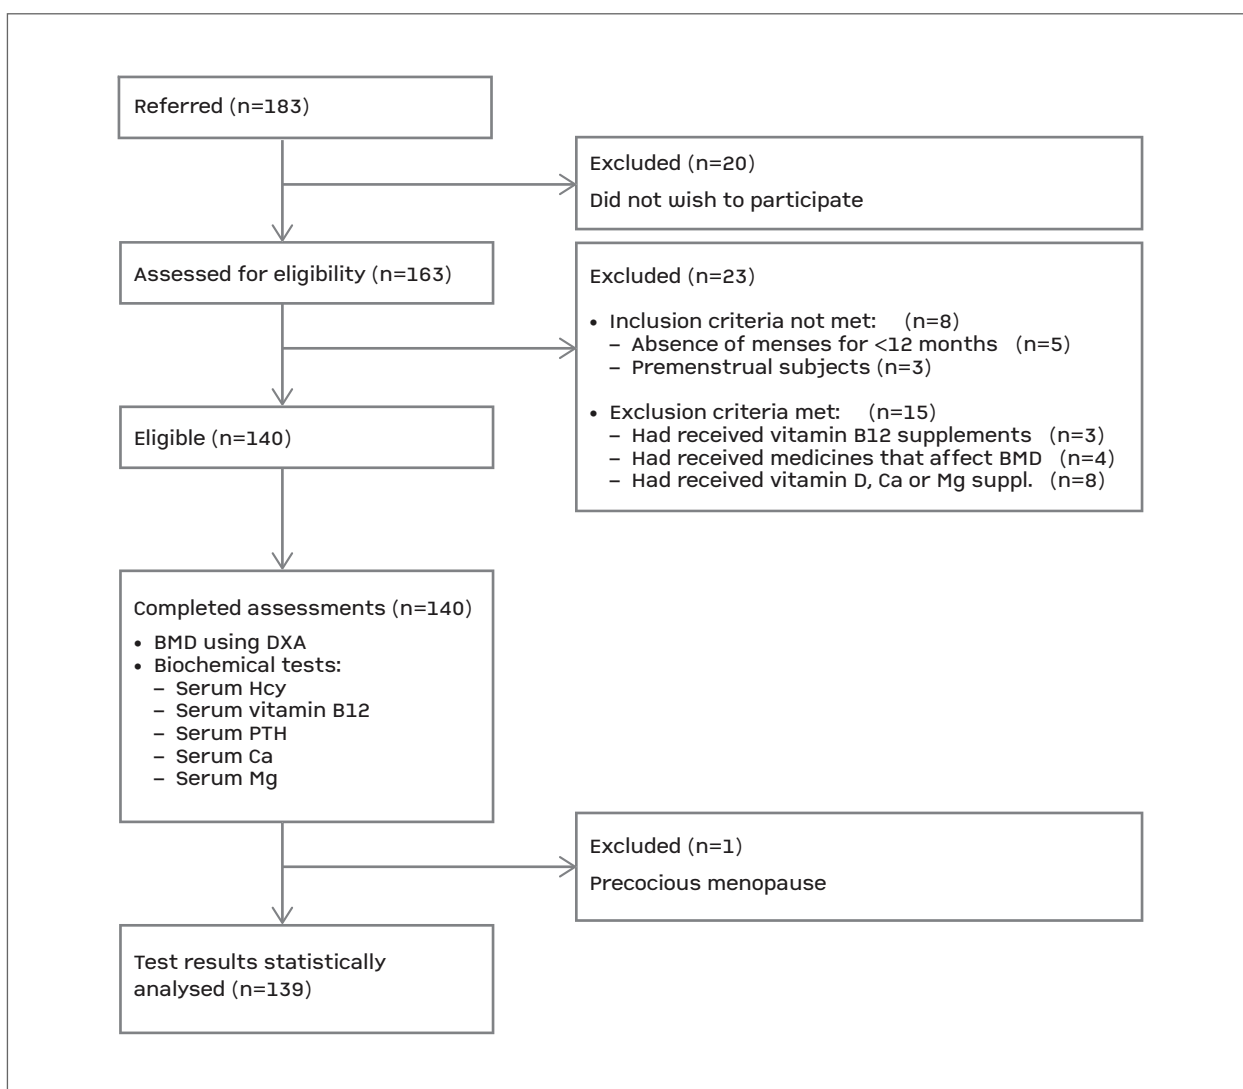 Referred (n=183)
Excluded (n=20)
Did not wish to participate
Assessed for eligibility (n=163)
Excluded (n=23)
• Inclusion criteria not met: (n=8)
– Absence of menses for <12 months (n=5)
– Premenstrual subjects (n=3)
• Exclusion criteria met: (n=15)
– Had received vitamin B12 supplements (n=3)
– Had received medicines that affect BMD (n=4)
– Had received vitamin D, Ca or Mg suppl. (n=8)
Eligible (n=140)
Completed assessments (n=140)
• BMD using DXA
• Biochemical tests:
– Serum Hcy
– Serum vitamin B12
– Serum PTH
– Serum Ca
– Serum Mg
Excluded (n=1)
Precocious menopause
Test results statistically
analysed (n=139)